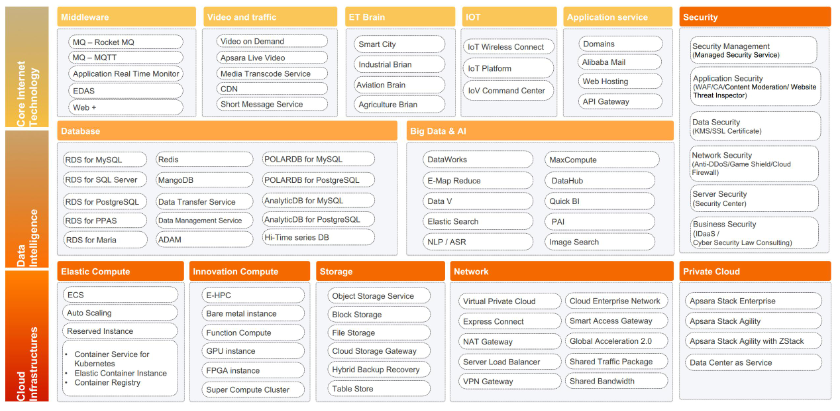 Core Internet
Technology
Middleware
MQ – Rocket MQ
MQ – MQTT
Application Real Time Monitor
EDAS
Web +
Video and traffic
Video on Demand
Apsara Live Video
Media Transcode Service
CDN
Short Message Service
ET Brain
Smart City
Industrial Brian
Aviation Brain
Agriculture Brian
IOT
IoT Wireless Connect
IoT Platform
IoV Command Center
Application service
Domains
Alibaba Mail
Web Hosting
API Gateway
Security
Security Management
(Managed Security Service)
Application Security
(WAF/CA/Content Moderation/ Website
Threat Inspector)
Data Security
(KMS/SSL Certificate)
Network Security
(Anti-DDoS/Game Shield/Cloud
Firewall)
Server Security
(Security Center)
Business Security
(IDaaS /
Cyber Security Law Consulting)
Data
Intelligence
Database
RDS for MySQL
RDS for SQL Server
RDS for PostgreSQL
RDS for PPAS
RDS for Maria
Redis
MangoDB
Data Transfer Service
Data Management Service
ADAM
POLARDB for MySQL
POLARDB for PostgreSQL
AnalyticDB for MySQL
AnalyticDB for PostgreSQL
Hi-Time series DB
Big Data & AI
DataWorks
E-Map Reduce
Data V
Elastic Search
NLP / ASR
MaxCompute
DataHub
Quick BI
PAI
Image Search
Cloud
Infrastructures
Elastic Compute
ECS
Auto Scaling
Reserved Instance
• Container Service for
Kubernetes
• Elastic Container Instance
• Container Registry
Innovation Compute
E-HPC
Bare metal instance
Function Compute
GPU instance
FPGA instance
Super Compute Cluster
Storage
Object Storage Service
Block Storage
File Storage
Cloud Storage Gateway
Hybrid Backup Recovery
Table Store
Network
Virtual Private Cloud
Express Connect
NAT Gateway
Server Load Balancer
VPN Gateway
Cloud Enterprise Network
Smart Access Gateway
Global Acceleration 2.0
Shared Traffic Package
Shared Bandwidth
Private Cloud
Apsara Stack Enterprise
Apsara Stack Agility
Apsara Stack Agility with ZStack
Data Center as Service